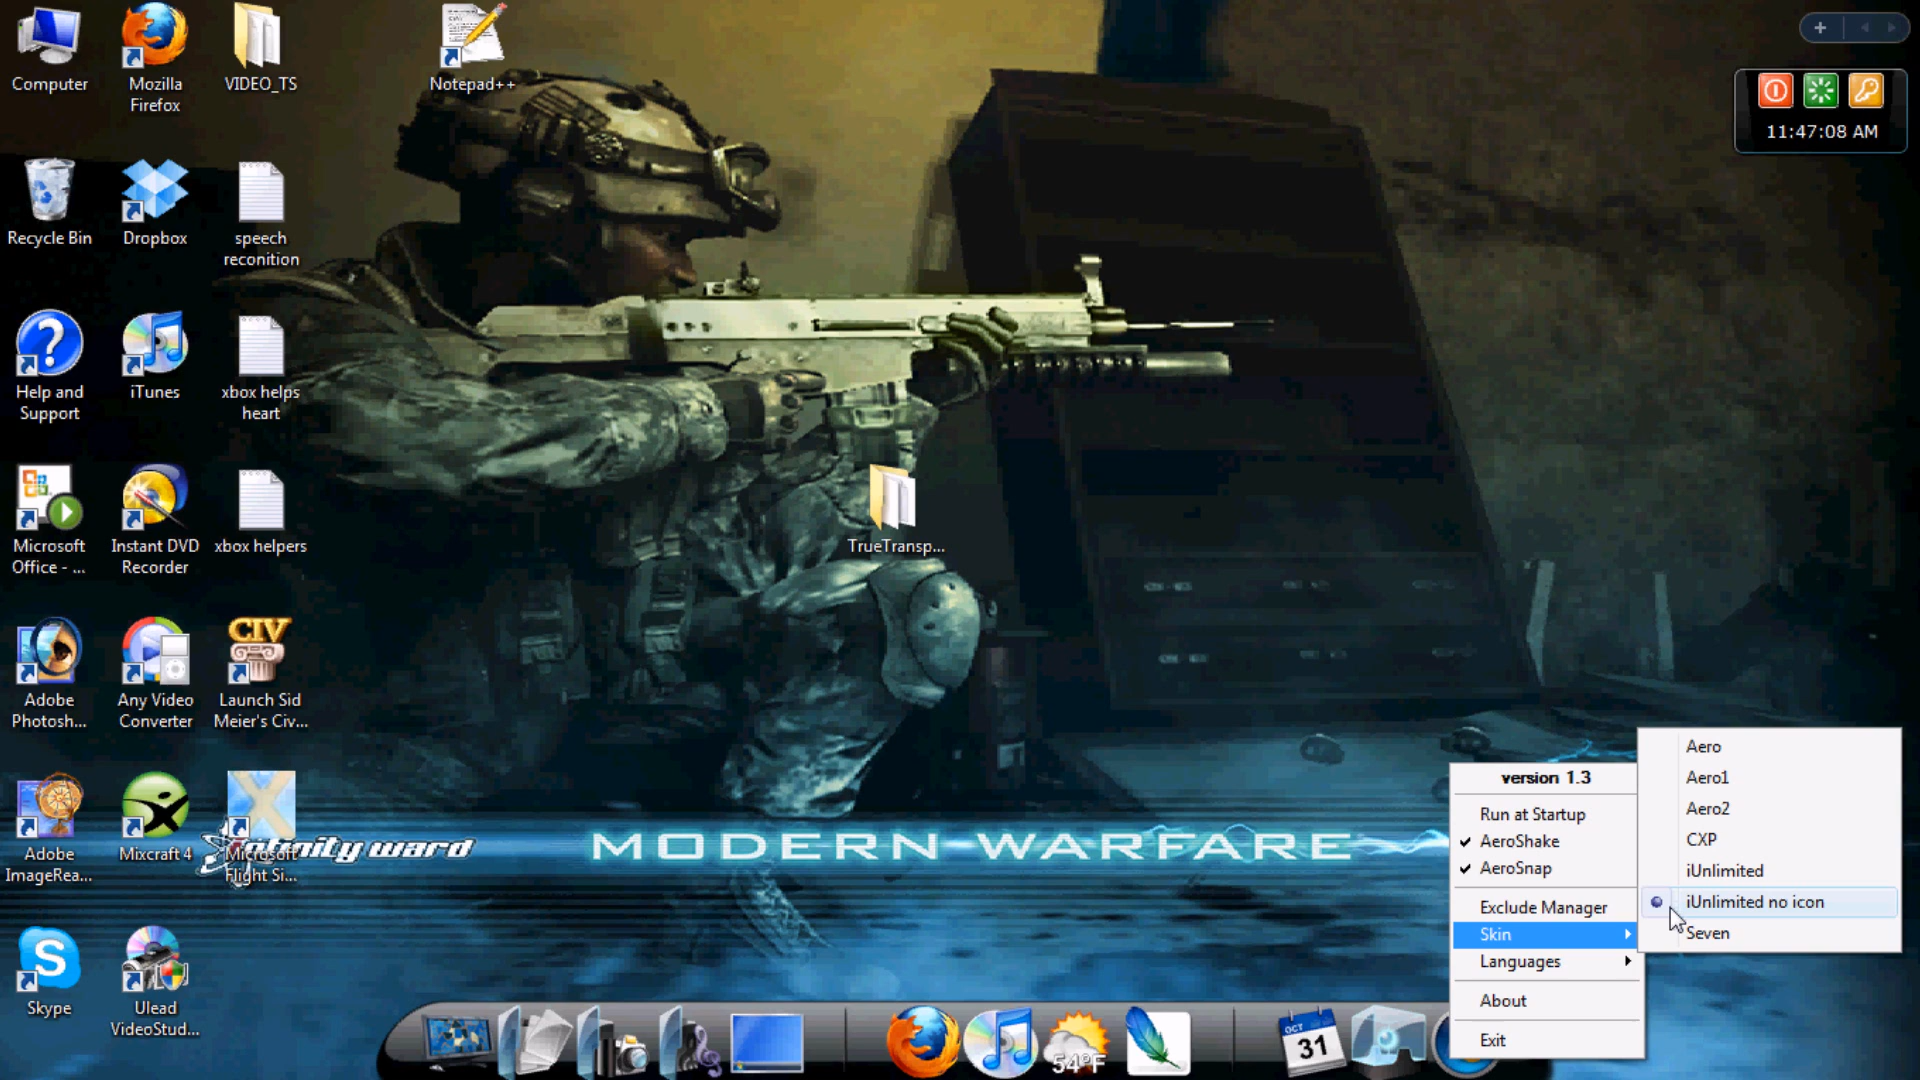 Computer
Mozilla
Firefox
VIDEO_TS
Notepad++
11:47:08 AM
Recycle Bin
Dropbox
speech
reconition
Help and
Support
iTunes
xbox helps
heart
Microsoft
Office - ...
Instant DVD
Recorder
xbox helpers
TrueTransp...
Adobe
Photosh...
Any Video
Converter
CIV
Launch Sid
Meier's Civ...
Adobe
ImageRea...
Mixcraft 4
Microsoft
Flight Si...
infinity ward
MODERN WARFARE
Skype
Ulead
VideoStud...
54°F
OCT
31
version 1.3
Run at Startup
AeroShake
AeroSnap
Exclude Manager
Skin
Languages
About
Exit
Aero
Aero1
Aero2
CXP
iUnlimited
iUnlimited no icon
Seven